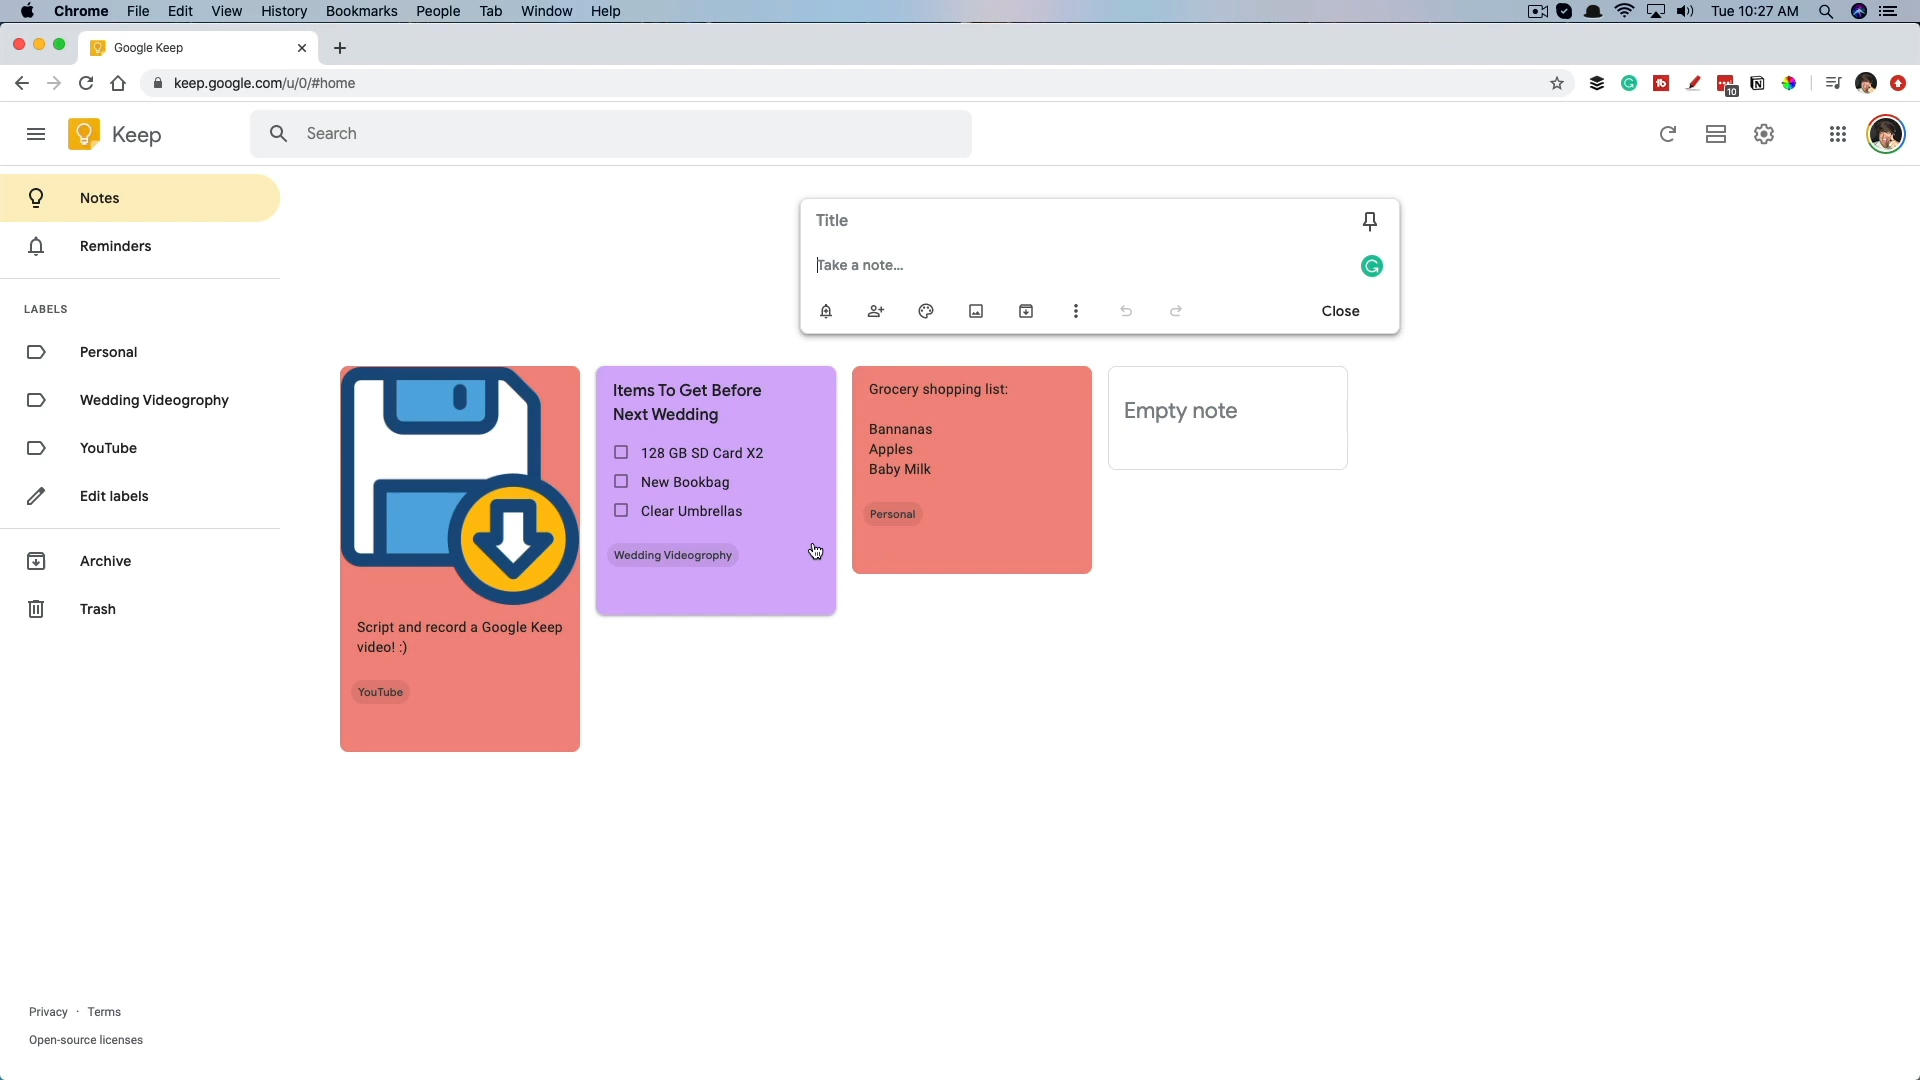 Chrome File Edit View History Bookmarks People Tab Window Help
Tue 10:27 AM
Google Keep
keep.google.com/u/0/#home
10
Keep
Search
Notes
Reminders
LABELS
Personal
Wedding Videogrophy
YouTube
Edit labels
Archive
Trash
Title
Take a note...
Close
Script and record a Google Keep
video! :)
YouTube
Items To Get Before
Next Wedding
128 GB SD Card X2
New Bookbag
Clear Umbrellas
Wedding Videogrophy
Grocery shopping list:
Bannanas
Apples
Baby Milk
Personal
Empty note
Privacy · Terms
Open-source licenses